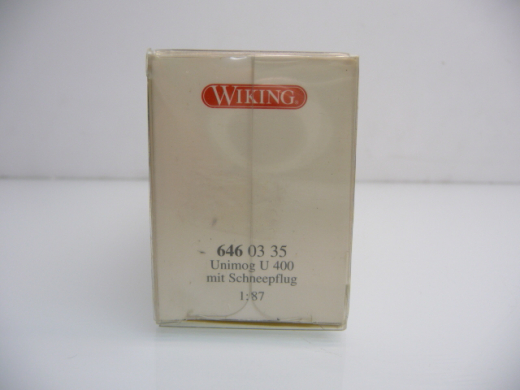 WIKING®
646 03 35
Unimog U 400
mit Schneepflug
1:87